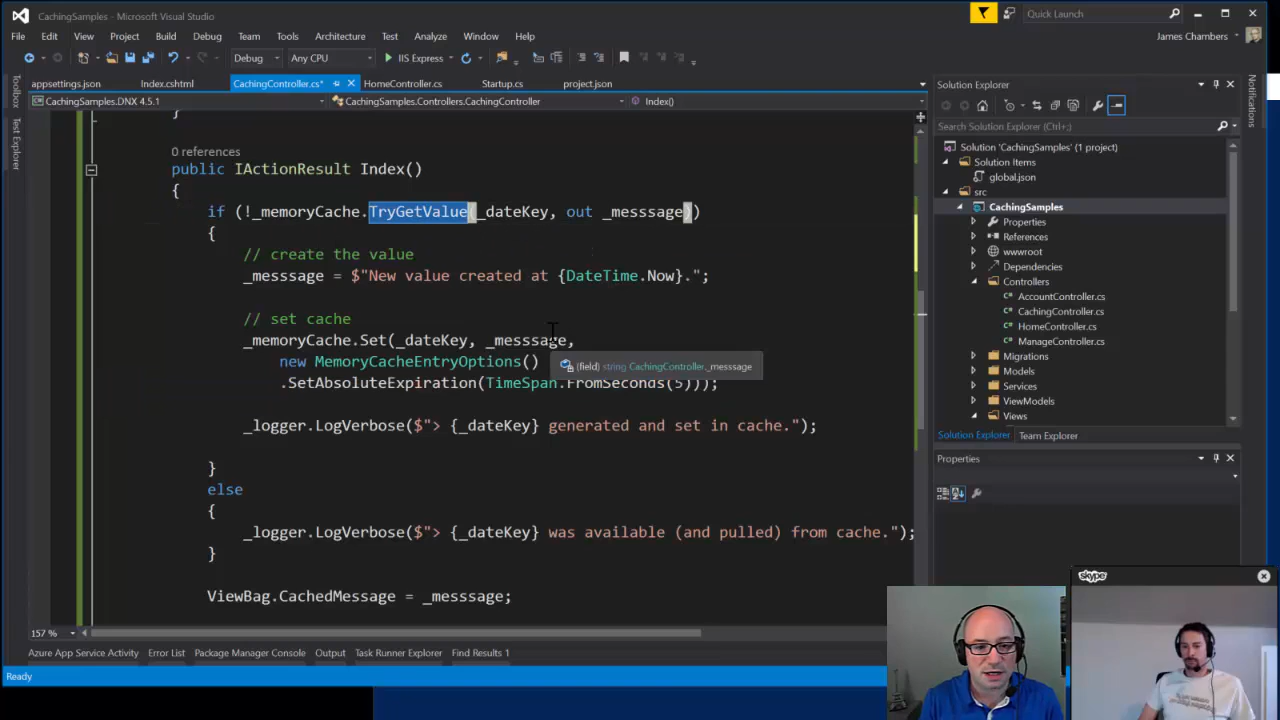 CachingSamples - Microsoft Visual Studio
Quick Launch
File Edit View Project Build Debug Team Tools Architecture Test Analyze Window Help
James Chambers
Debug Any CPU IIS Express
appsettings.json Index.cshtml CachingController.cs* HomeController.cs Startup.cs project.json
CachingSamples.DNX 4.5.1 CachingSamples.Controllers.CachingController Index()
Toolbox
Test Explorer
}
0 references
public IActionResult Index()
{
if (!_memoryCache.TryGetValue(_dateKey, out _messsage))
{
// create the value
_messsage = $"New value created at {DateTime.Now}.";
// set cache
_memoryCache.Set(_dateKey, _messsage,
new MemoryCacheEntryOptions()
(field) string CachingController._messsage
.SetAbsoluteExpiration(TimeSpan.FromSeconds(5)));
_logger.LogVerbose($"> {_dateKey} generated and set in cache.");
}
else
{
_logger.LogVerbose($"> {_dateKey} was available (and pulled) from cache.");
}
ViewBag.CachedMessage = _messsage;
157 %
Azure App Service Activity Error List Package Manager Console Output Task Runner Explorer Find Results 1
Ready
Solution Explorer
Search Solution Explorer (Ctrl+;)
Solution 'CachingSamples' (1 project)
Solution Items
global.json
src
CachingSamples
Properties
References
wwwroot
Dependencies
Controllers
AccountController.cs
CachingController.cs
HomeController.cs
ManageController.cs
Migrations
Models
Services
ViewModels
Views
Solution Explorer Team Explorer
Properties
Notifications
skype